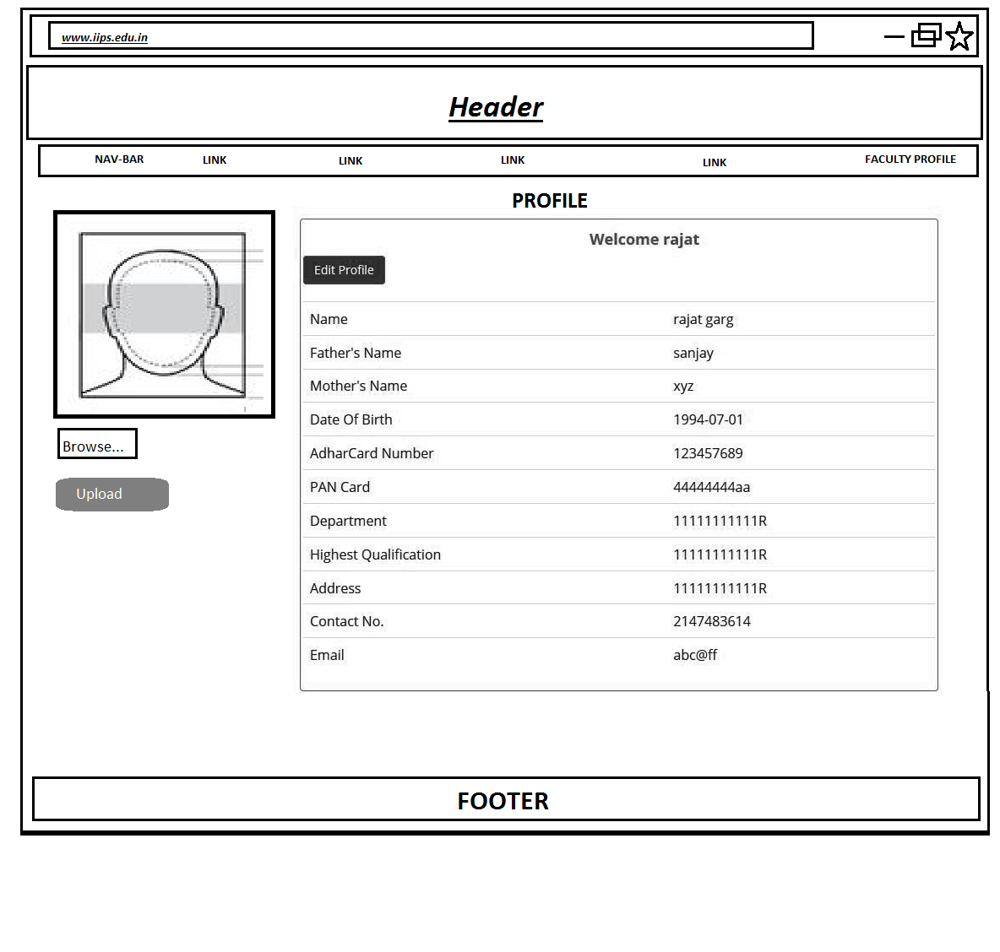 www.iips.edu.in
Header
NAV-BAR LINK LINK LINK LINK FACULTY PROFILE
PROFILE
Welcome rajat
Edit Profile
Name rajat garg
Father's Name sanjay
Mother's Name xyz
Date Of Birth 1994-07-01
AdharCard Number 123457689
PAN Card 44444444aa
Department 11111111111R
Highest Qualification 11111111111R
Address 11111111111R
Contact No. 2147483614
Email abc@ff
Browse...
Upload
FOOTER